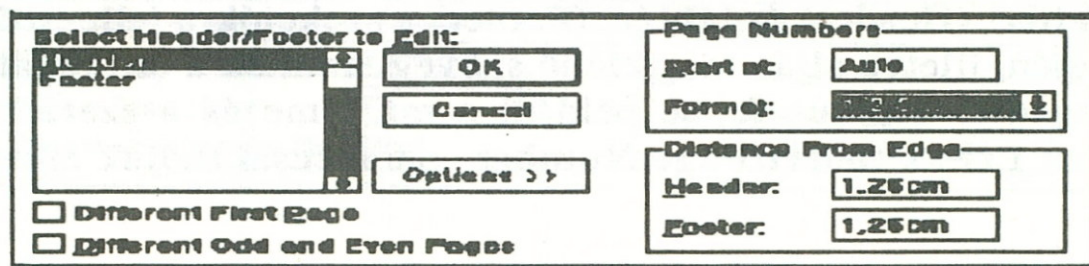 Select Header/Footer to Edit:
Header
Footer
OK
Cancel
Options >>
Different First Page
Different Odd and Even Pages
Page Numbers
Start at: Auto
Format:
Distance From Edge
Header: 1.25cm
Footer: 1.25cm